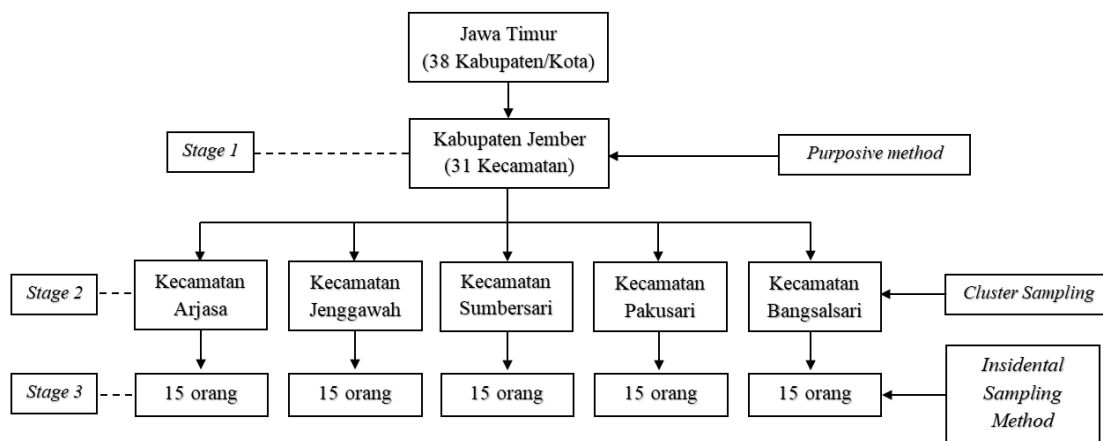 Jawa Timur
(38 Kabupaten/Kota)
Stage 1
Kabupaten Jember
(31 Kecamatan)
Purposive method
Stage 2
Kecamatan
Arjasa
Kecamatan
Jenggawah
Kecamatan
Sumbersari
Kecamatan
Pakusari
Kecamatan
Bangsalsari
Cluster Sampling
Stage 3
15 orang
15 orang
15 orang
15 orang
15 orang
Insidental
Sampling
Method